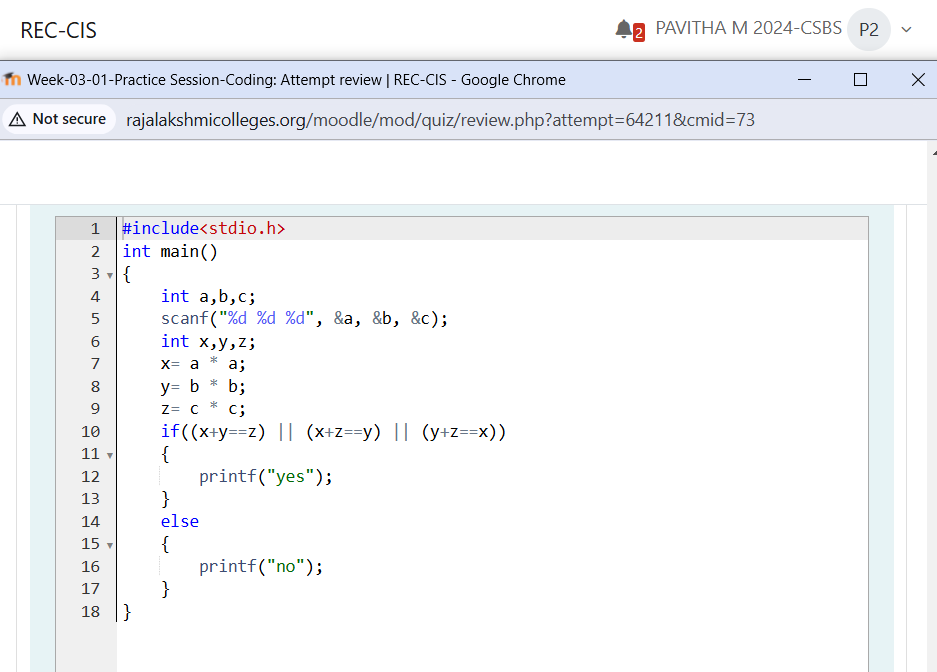 REC-CIS
2 PAVITHA M 2024-CSBS P2
Week-03-01-Practice Session-Coding: Attempt review | REC-CIS - Google Chrome
Not secure rajalakshmicolleges.org/moodle/mod/quiz/review.php?attempt=64211&cmid=73
1 #include<stdio.h>
2 int main()
3 {
4     int a,b,c;
5     scanf("%d %d %d", &a, &b, &c);
6     int x,y,z;
7     x= a * a;
8     y= b * b;
9     z= c * c;
10     if((x+y==z) || (x+z==y) || (y+z==x))
11     {
12         printf("yes");
13     }
14     else
15     {
16         printf("no");
17     }
18 }